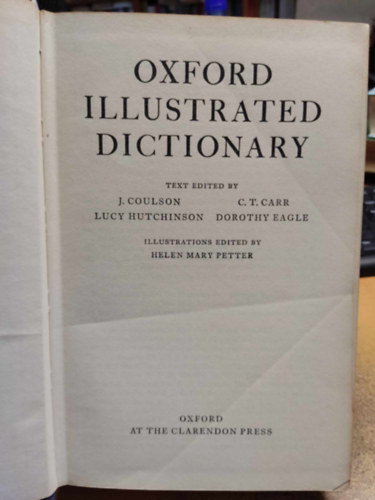 OXFORD
ILLUSTRATED
DICTIONARY
TEXT EDITED BY
J. COULSON C. T. CARR
LUCY HUTCHINSON DOROTHY EAGLE
ILLUSTRATIONS EDITED BY
HELEN MARY PETTER
OXFORD
AT THE CLARENDON PRESS